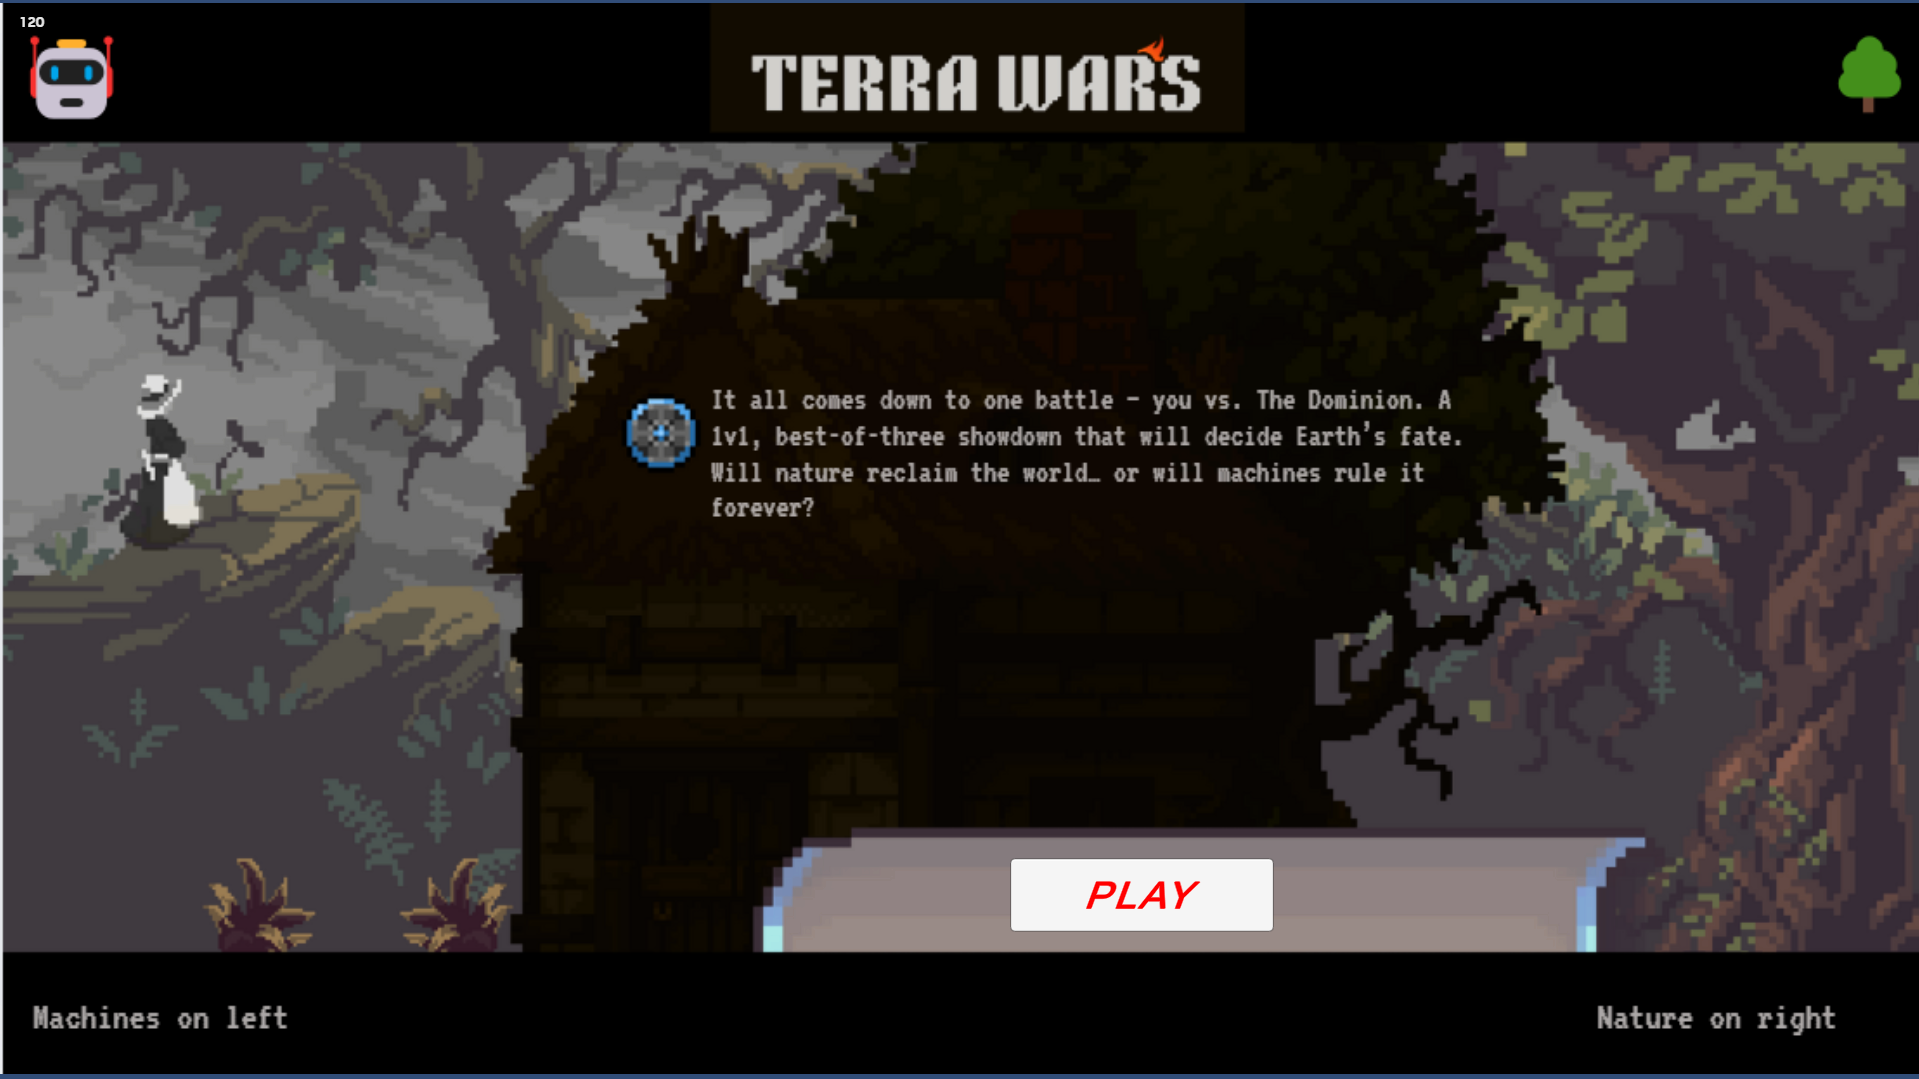 120
TERRA WARS
It all comes down to one battle – you vs. The Dominion. A
1v1, best-of-three showdown that will decide Earth's fate.
Will nature reclaim the world… or will machines rule it
forever?
PLAY
Machines on left
Nature on right